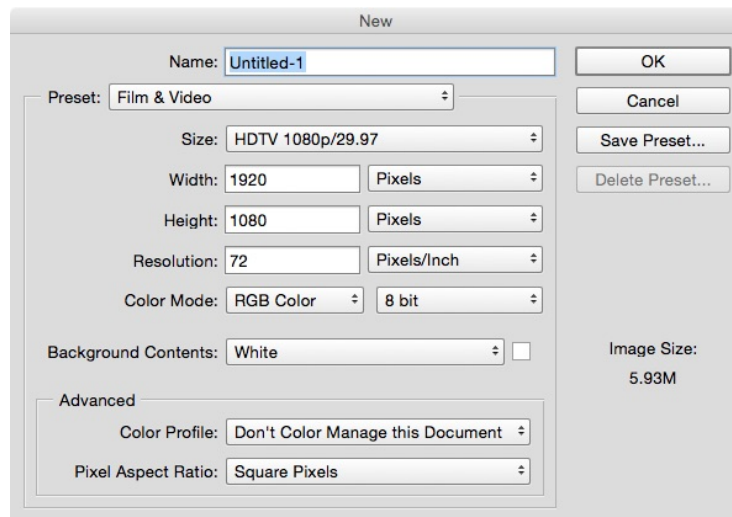 New
Name: Untitled-1
OK
Preset: Film & Video
Cancel
Size: HDTV 1080p/29.97
Save Preset...
Width: 1920 Pixels
Delete Preset...
Height: 1080 Pixels
Resolution: 72 Pixels/Inch
Color Mode: RGB Color 8 bit
Background Contents: White
Image Size:
5.93M
Advanced
Color Profile: Don't Color Manage this Document
Pixel Aspect Ratio: Square Pixels